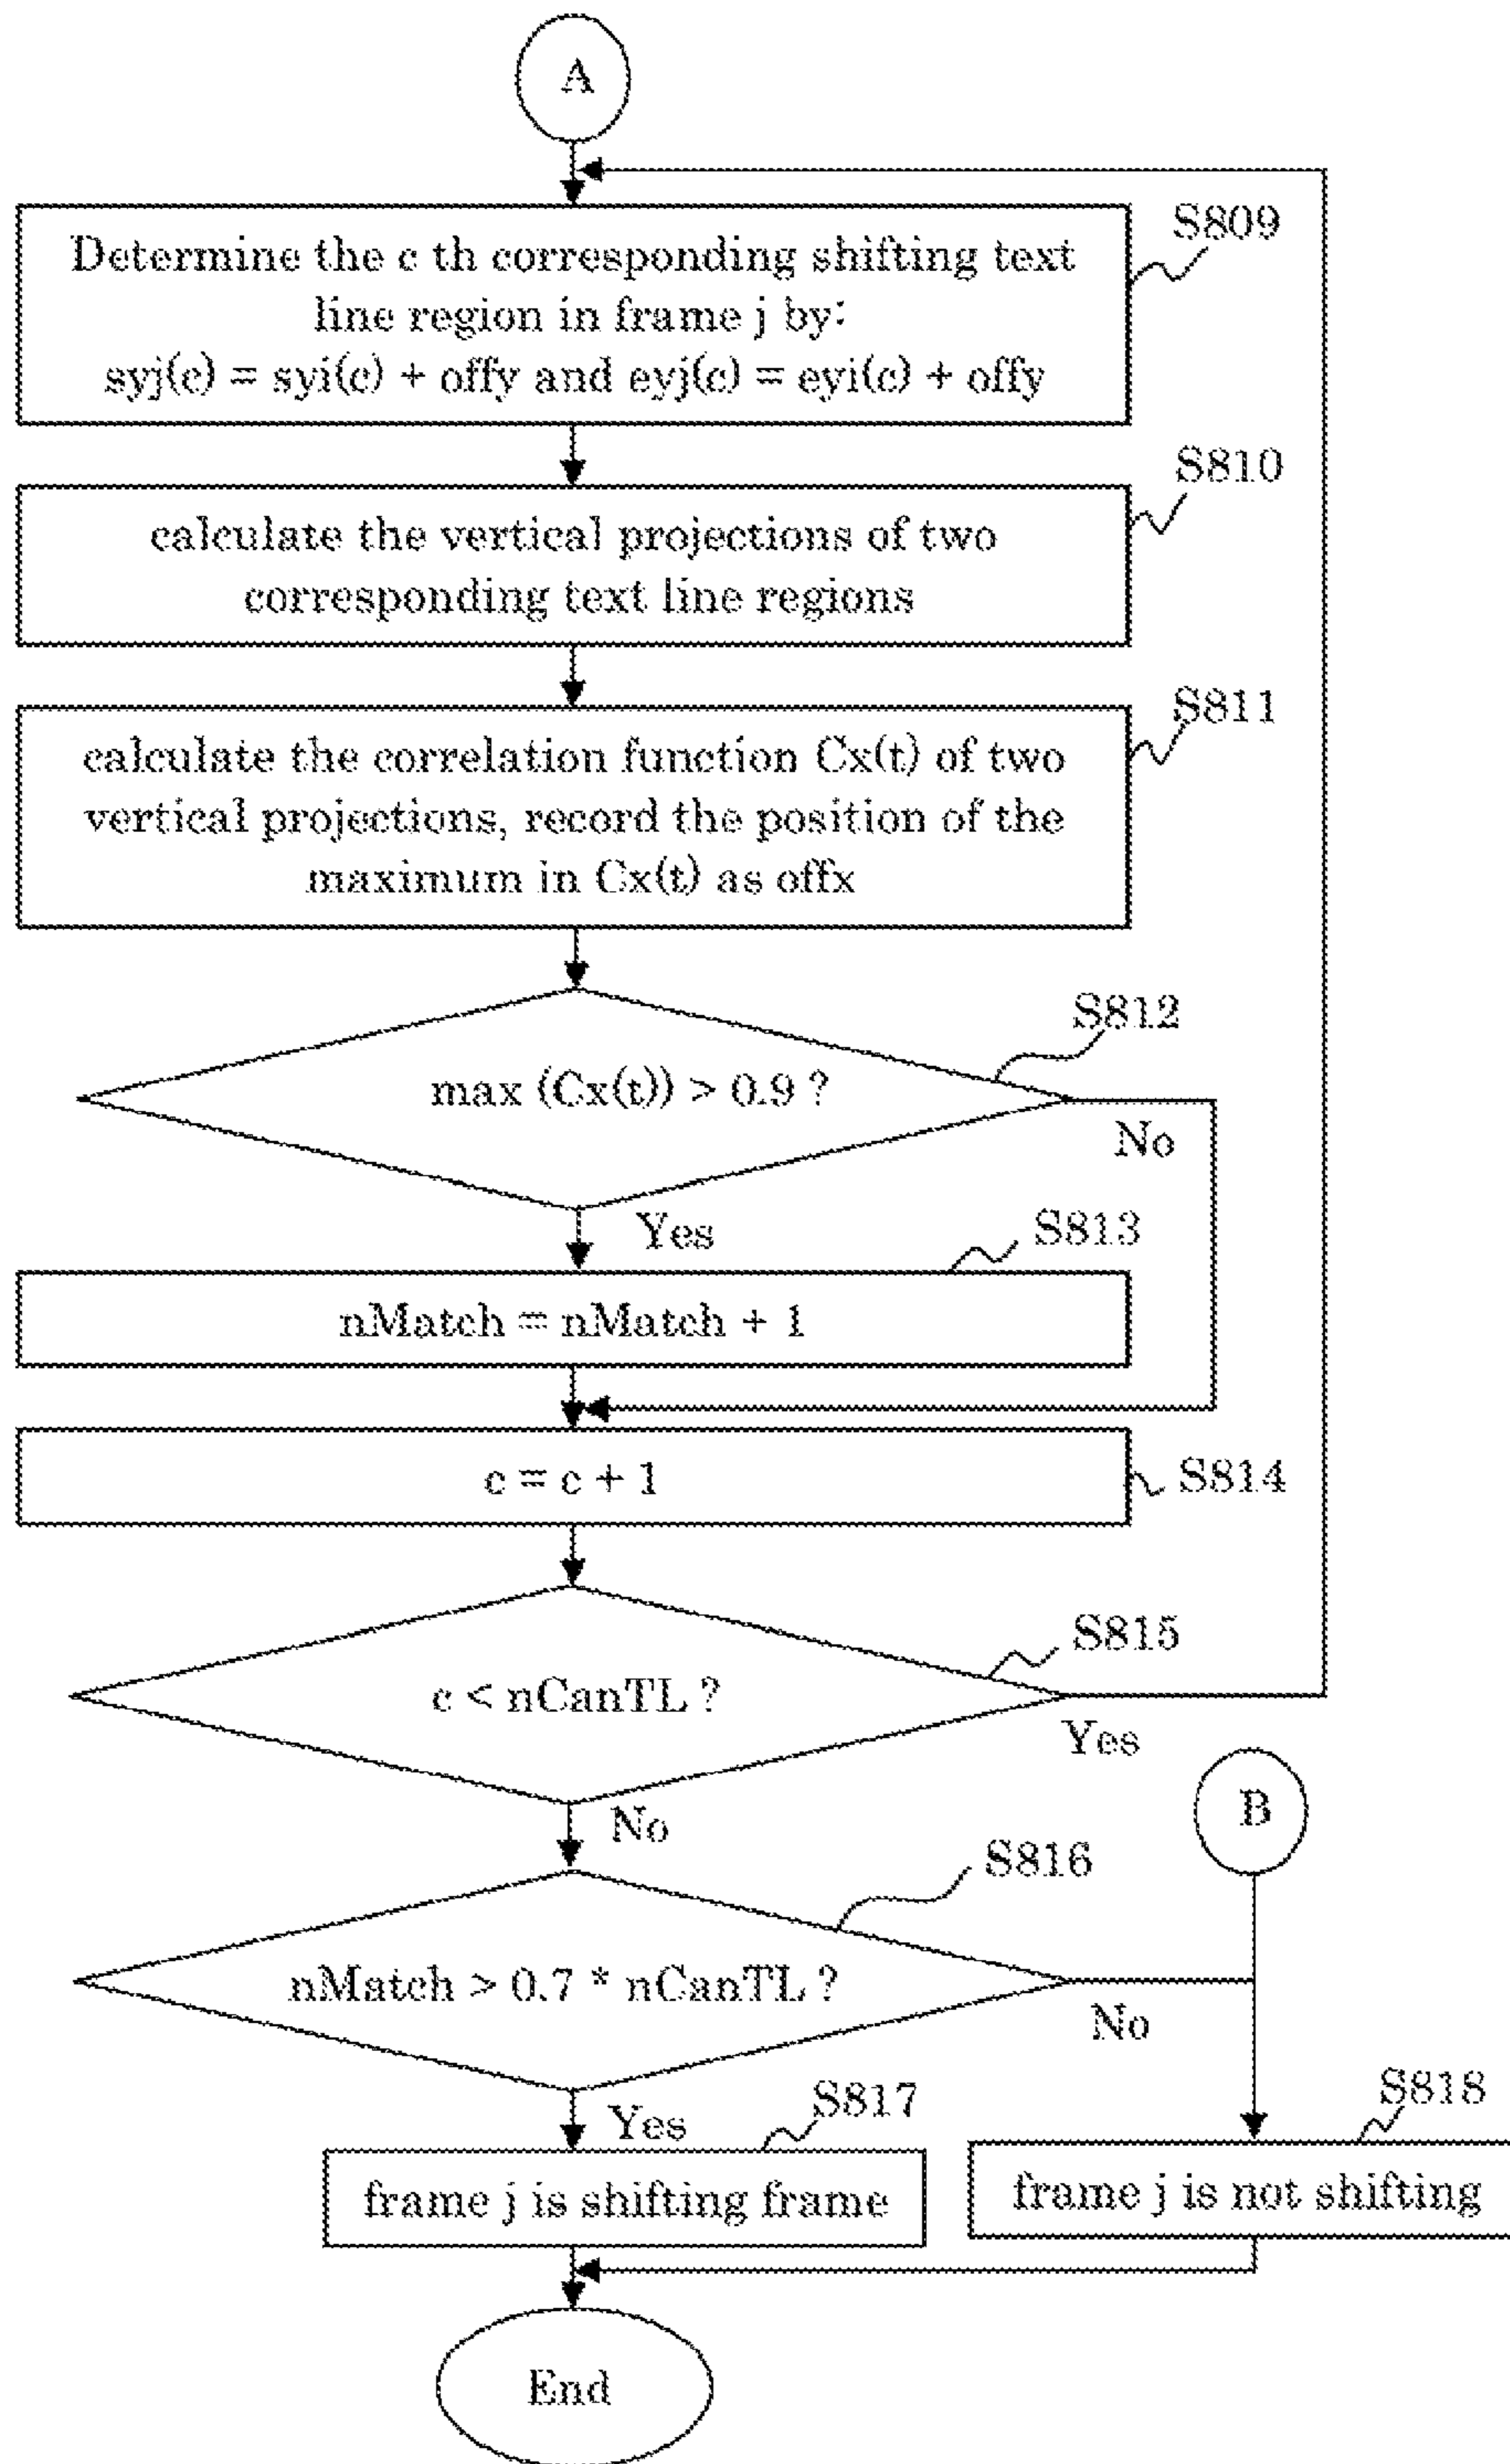 A
S809
Determine the c th corresponding shifting text
line region in frame j by:
syj(c) = syi(c) + offy and eyj(c) = eyi(c) + offy
S810
calculate the vertical projections of two
corresponding text line regions
S811
calculate the correlation function Cx(t) of two
vertical projections, record the position of the
maximum in Cx(t) as offx
S812
max (Cx(t)) > 0.9 ?
No
Yes
S813
nMatch = nMatch + 1
c = c + 1
S814
S815
c < nCanTL ?
Yes
No
B
S816
nMatch > 0.7 * nCanTL ?
No
Yes
S817
S818
frame j is shifting frame
frame j is not shifting
End